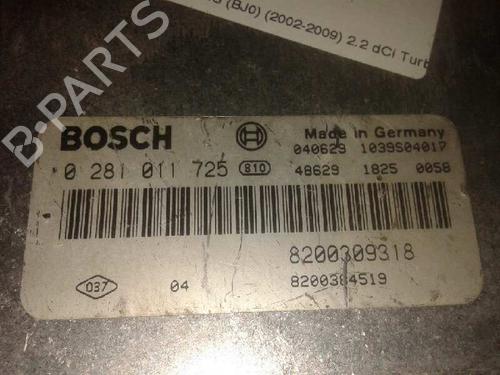 (BJ0) (2002-2009) 2.2 dCi Turb
B-PARTS
BOSCH
Made in Germany
040629 1039S04017
0 281 011 725 810
48629 1825 0058
8200309318
037 04 8200384519